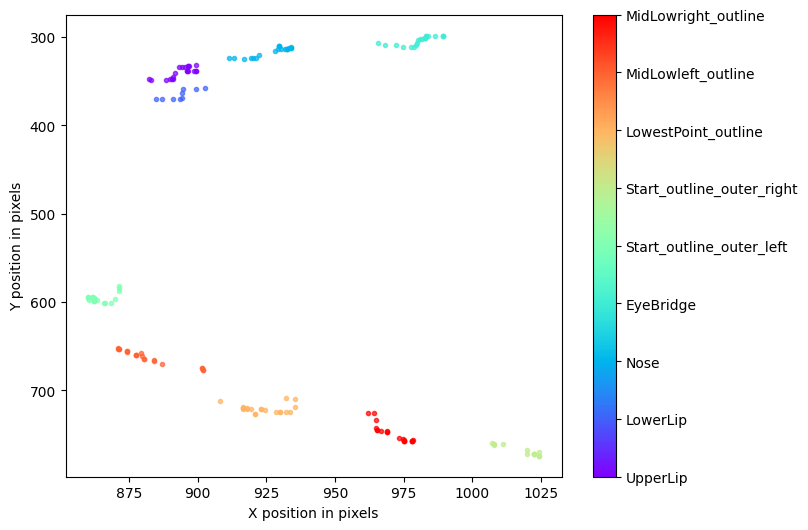 300
400
500
600
700
Y position in pixels
875
900
925
950
975
1000
1025
X position in pixels
MidLowright_outline
MidLowleft_outline
LowestPoint_outline
Start_outline_outer_right
Start_outline_outer_left
EyeBridge
Nose
LowerLip
UpperLip